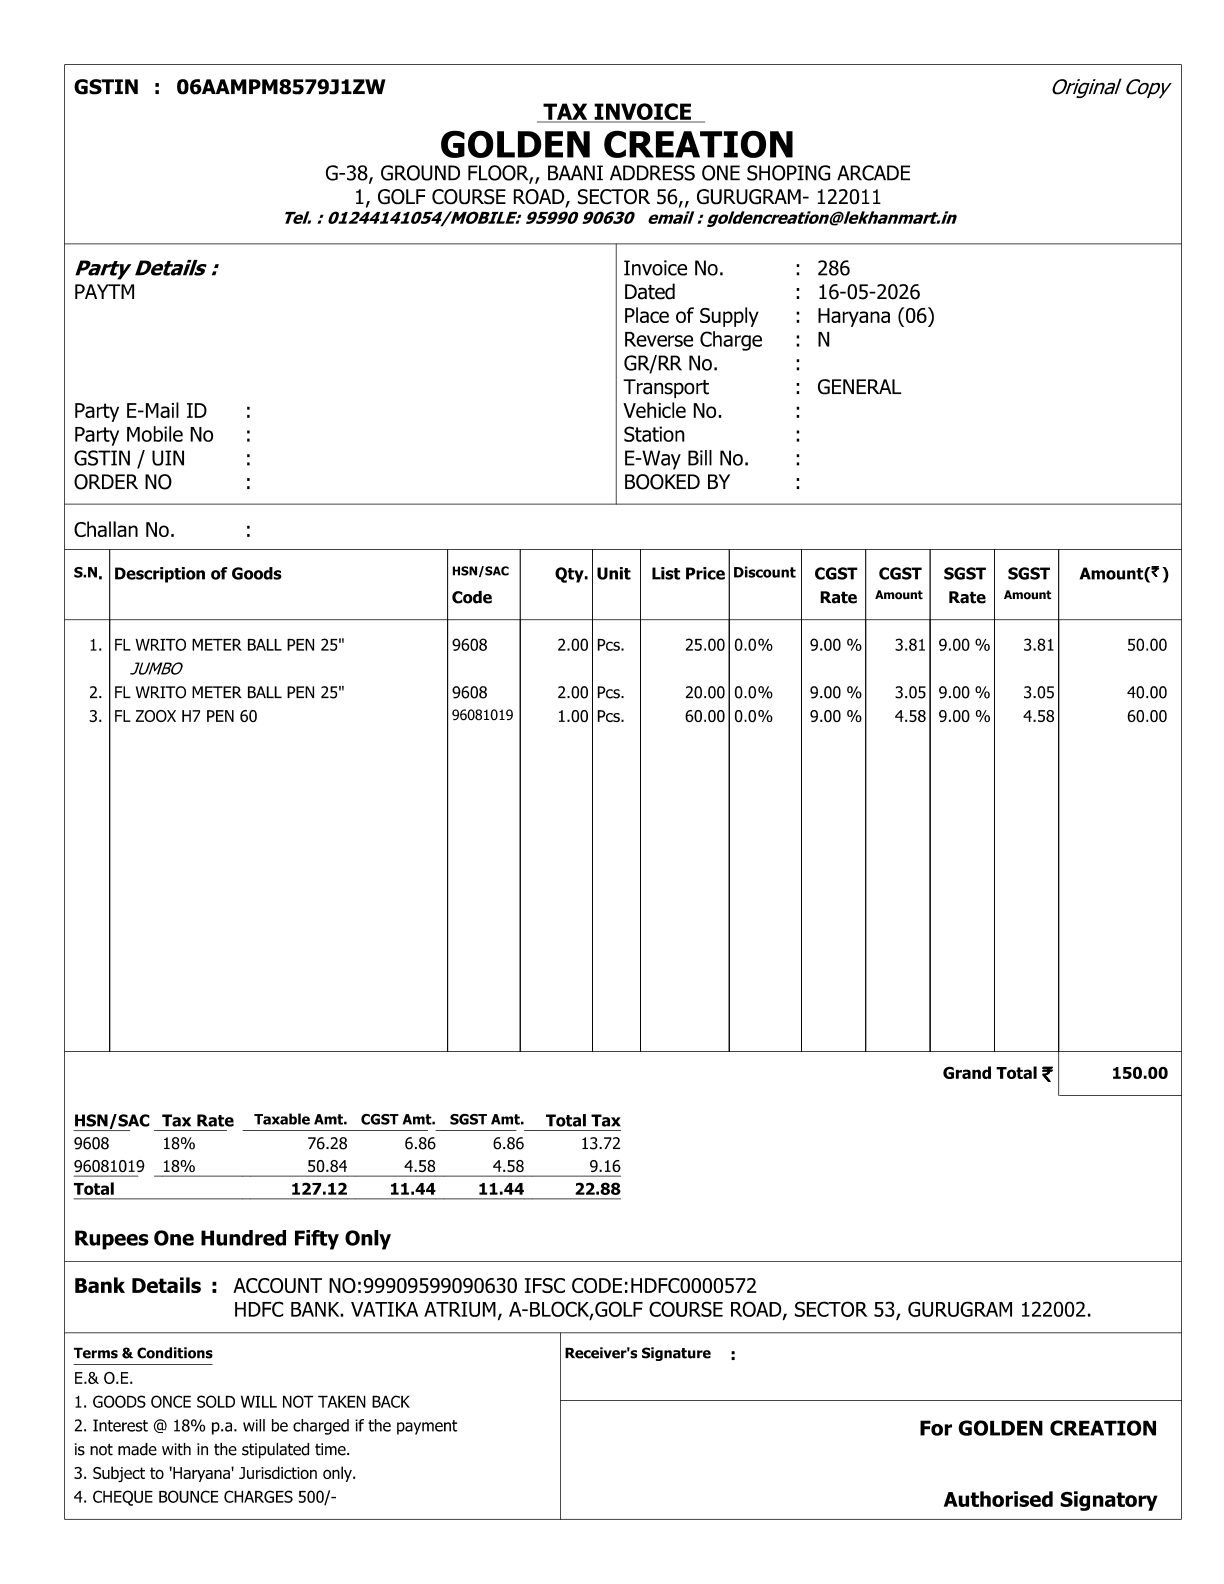 GSTIN : 06AAMPM8579J1ZW Original Copy
TAX INVOICE
GOLDEN CREATION
G-38, GROUND FLOOR,, BAANI ADDRESS ONE SHOPING ARCADE
1, GOLF COURSE ROAD, SECTOR 56,, GURUGRAM- 122011
Tel. : 01244141054/MOBILE: 95990 90630 email : goldencreation@lekhanmart.in
Party Details :
PAYTM
Party E-Mail ID :
Party Mobile No :
GSTIN / UIN :
ORDER NO :
Invoice No. : 286
Dated : 16-05-2026
Place of Supply : Haryana (06)
Reverse Charge : N
GR/RR No. :
Transport : GENERAL
Vehicle No. :
Station :
E-Way Bill No. :
BOOKED BY :
Challan No. :
S.N. Description of Goods HSN/SAC Code Qty. Unit List Price Discount CGST Rate CGST Amount SGST Rate SGST Amount Amount(₹)
1. FL WRITO METER BALL PEN 25" 9608 2.00 Pcs. 25.00 0.0% 9.00 % 3.81 9.00 % 3.81 50.00
JUMBO
2. FL WRITO METER BALL PEN 25" 9608 2.00 Pcs. 20.00 0.0% 9.00 % 3.05 9.00 % 3.05 40.00
3. FL ZOOX H7 PEN 60 96081019 1.00 Pcs. 60.00 0.0% 9.00 % 4.58 9.00 % 4.58 60.00
Grand Total ₹ 150.00
HSN/SAC Tax Rate Taxable Amt. CGST Amt. SGST Amt. Total Tax
9608 18% 76.28 6.86 6.86 13.72
96081019 18% 50.84 4.58 4.58 9.16
Total 127.12 11.44 11.44 22.88
Rupees One Hundred Fifty Only
Bank Details : ACCOUNT NO:99909599090630 IFSC CODE:HDFC0000572
HDFC BANK. VATIKA ATRIUM, A-BLOCK,GOLF COURSE ROAD, SECTOR 53, GURUGRAM 122002.
Terms & Conditions
E.& O.E.
1. GOODS ONCE SOLD WILL NOT TAKEN BACK
2. Interest @ 18% p.a. will be charged if the payment
is not made with in the stipulated time.
3. Subject to 'Haryana' Jurisdiction only.
4. CHEQUE BOUNCE CHARGES 500/-
Receiver's Signature :
For GOLDEN CREATION
Authorised Signatory